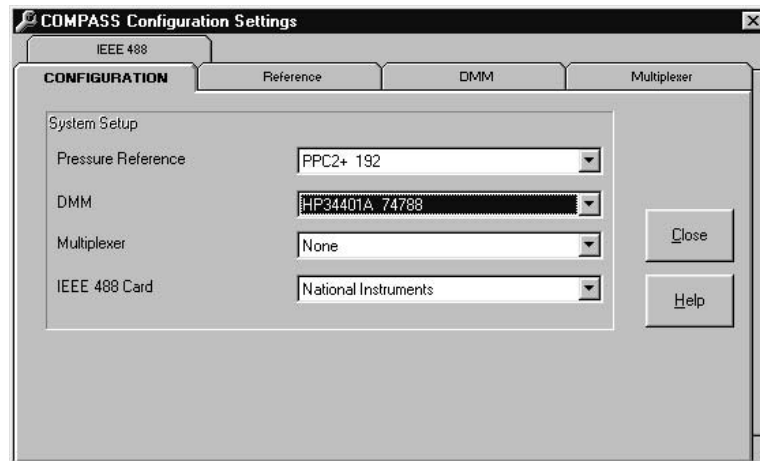 COMPASS Configuration Settings
IEEE 488
CONFIGURATION
Reference
DMM
Multiplexer
System Setup
Pressure Reference
PPC2+ 192
DMM
HP34401A 74788
Multiplexer
None
IEEE 488 Card
National Instruments
Close
Help